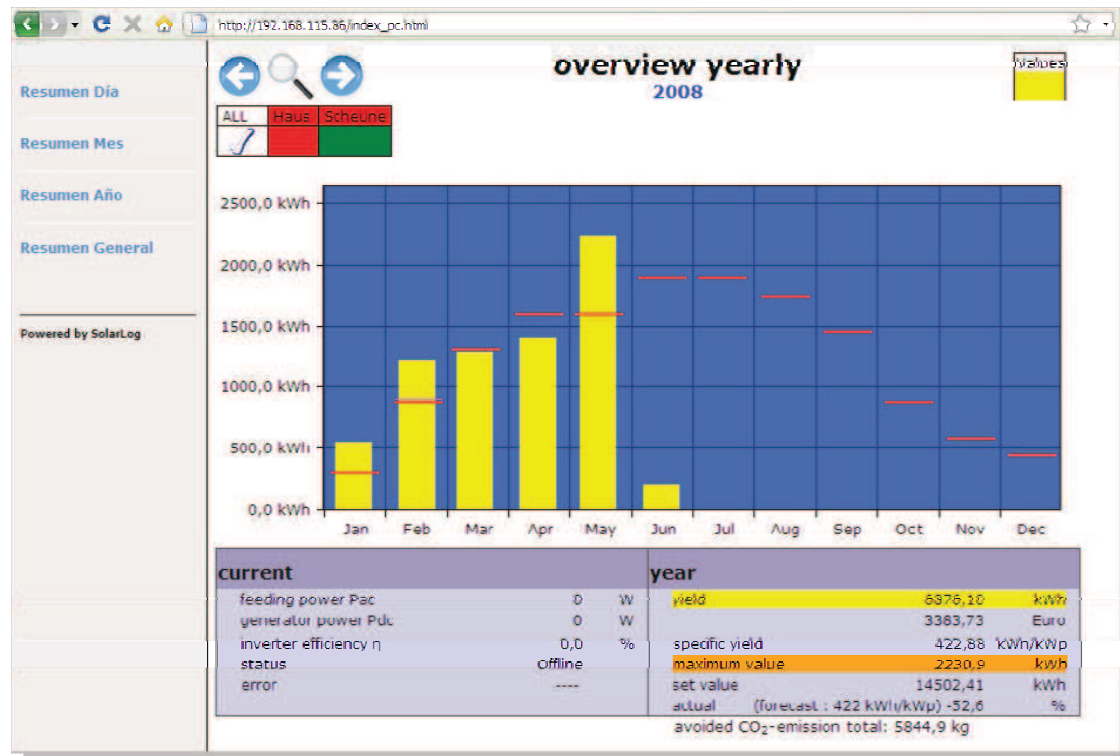 http://192.168.115.86/index_pc.html
overview yearly
2008
Values
Resumen Día
Resumen Mes
Resumen Año
Resumen General
Powered by SolarLog
ALL Haus Scheune
2500,0 kWh
2000,0 kWh
1500,0 kWh
1000,0 kWh
500,0 kWh
0,0 kWh
Jan Feb Mar Apr May Jun Jul Aug Sep Oct Nov Dec
current
feeding power Pac 0 W
generator power Pdc 0 W
inverter efficiency η 0,0 %
status Offline
error ----
year
yield 6876,10 kWh
3383,73 Euro
specific yield 422,88 kWh/kWp
maximum value 2230,9 kWh
set value 14502,41 kWh
actual (forecast : 422 kWh/kWp) -52,6 %
avoided CO₂-emission total: 5844,9 kg